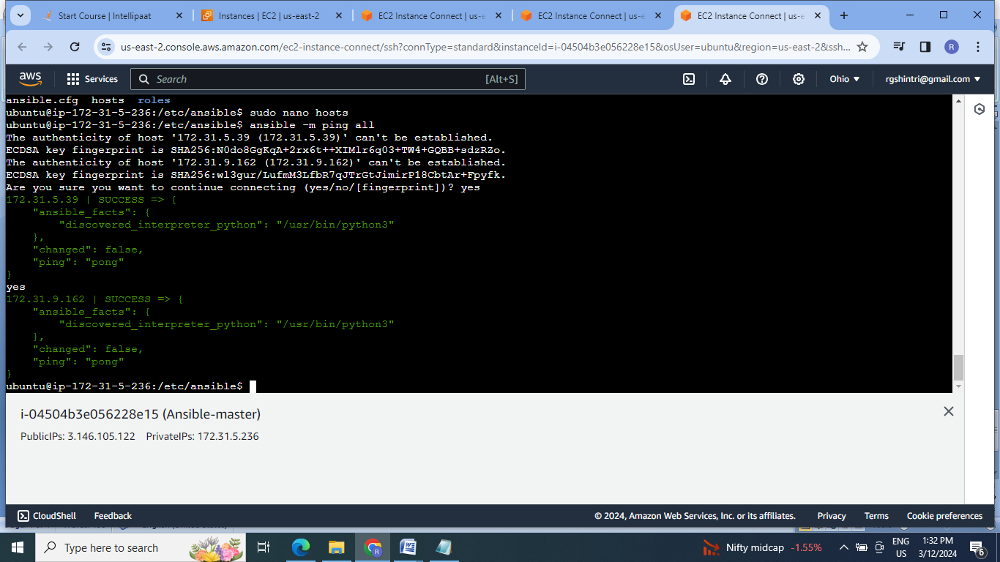 Start Course | Intellipaat
Instances | EC2 | us-east-2
EC2 Instance Connect | us-e
EC2 Instance Connect | us-e
EC2 Instance Connect | us-e
us-east-2.console.aws.amazon.com/ec2-instance-connect/ssh?connType=standard&instanceId=i-04504b3e056228e15&osUser=ubuntu&region=us-east-2&ssh...
R
aws
Services
Search
[Alt+S]
Ohio
rgshintri@gmail.com
ansible.cfg hosts roles
ubuntu@ip-172-31-5-236:/etc/ansible$ sudo nano hosts
ubuntu@ip-172-31-5-236:/etc/ansible$ ansible -m ping all
The authenticity of host '172.31.5.39 (172.31.5.39)' can't be established.
ECDSA key fingerprint is SHA256:N0do8GgKqA+2rx6t++XIMlr6q03+TW4+GQBB+sdzRZo.
The authenticity of host '172.31.9.162 (172.31.9.162)' can't be established.
ECDSA key fingerprint is SHA256:wl3gur/LufmM3LfbR7qJTrGtJimirP18CbtAr+Fpyfk.
Are you sure you want to continue connecting (yes/no/[fingerprint])? yes
172.31.5.39 | SUCCESS => {
    "ansible_facts": {
        "discovered_interpreter_python": "/usr/bin/python3"
    },
    "changed": false,
    "ping": "pong"
}
yes
172.31.9.162 | SUCCESS => {
    "ansible_facts": {
        "discovered_interpreter_python": "/usr/bin/python3"
    },
    "changed": false,
    "ping": "pong"
}
ubuntu@ip-172-31-5-236:/etc/ansible$
i-04504b3e056228e15 (Ansible-master)
PublicIPs: 3.146.105.122 PrivateIPs: 172.31.5.236
CloudShell
Feedback
© 2024, Amazon Web Services, Inc. or its affiliates.
Privacy
Terms
Cookie preferences
Type here to search
R
Nifty midcap -1.55%
ENG
US
1:32 PM
3/12/2024
6